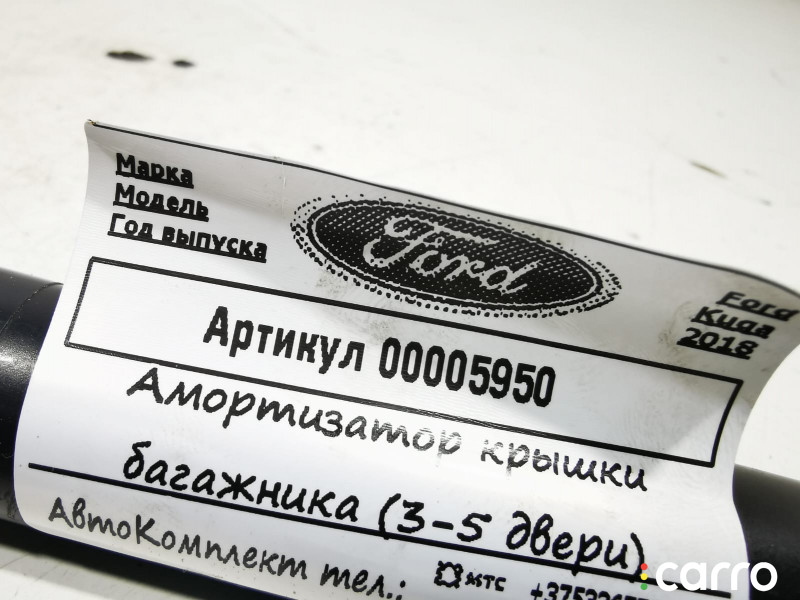 Марка
Модель
Год выпуска
Ford
Ford
Kuga
2018
Артикул 00005950
Амортизатор крышки
багажника (3-5 двери)
АвтоКомплект тел.: мтс
carro